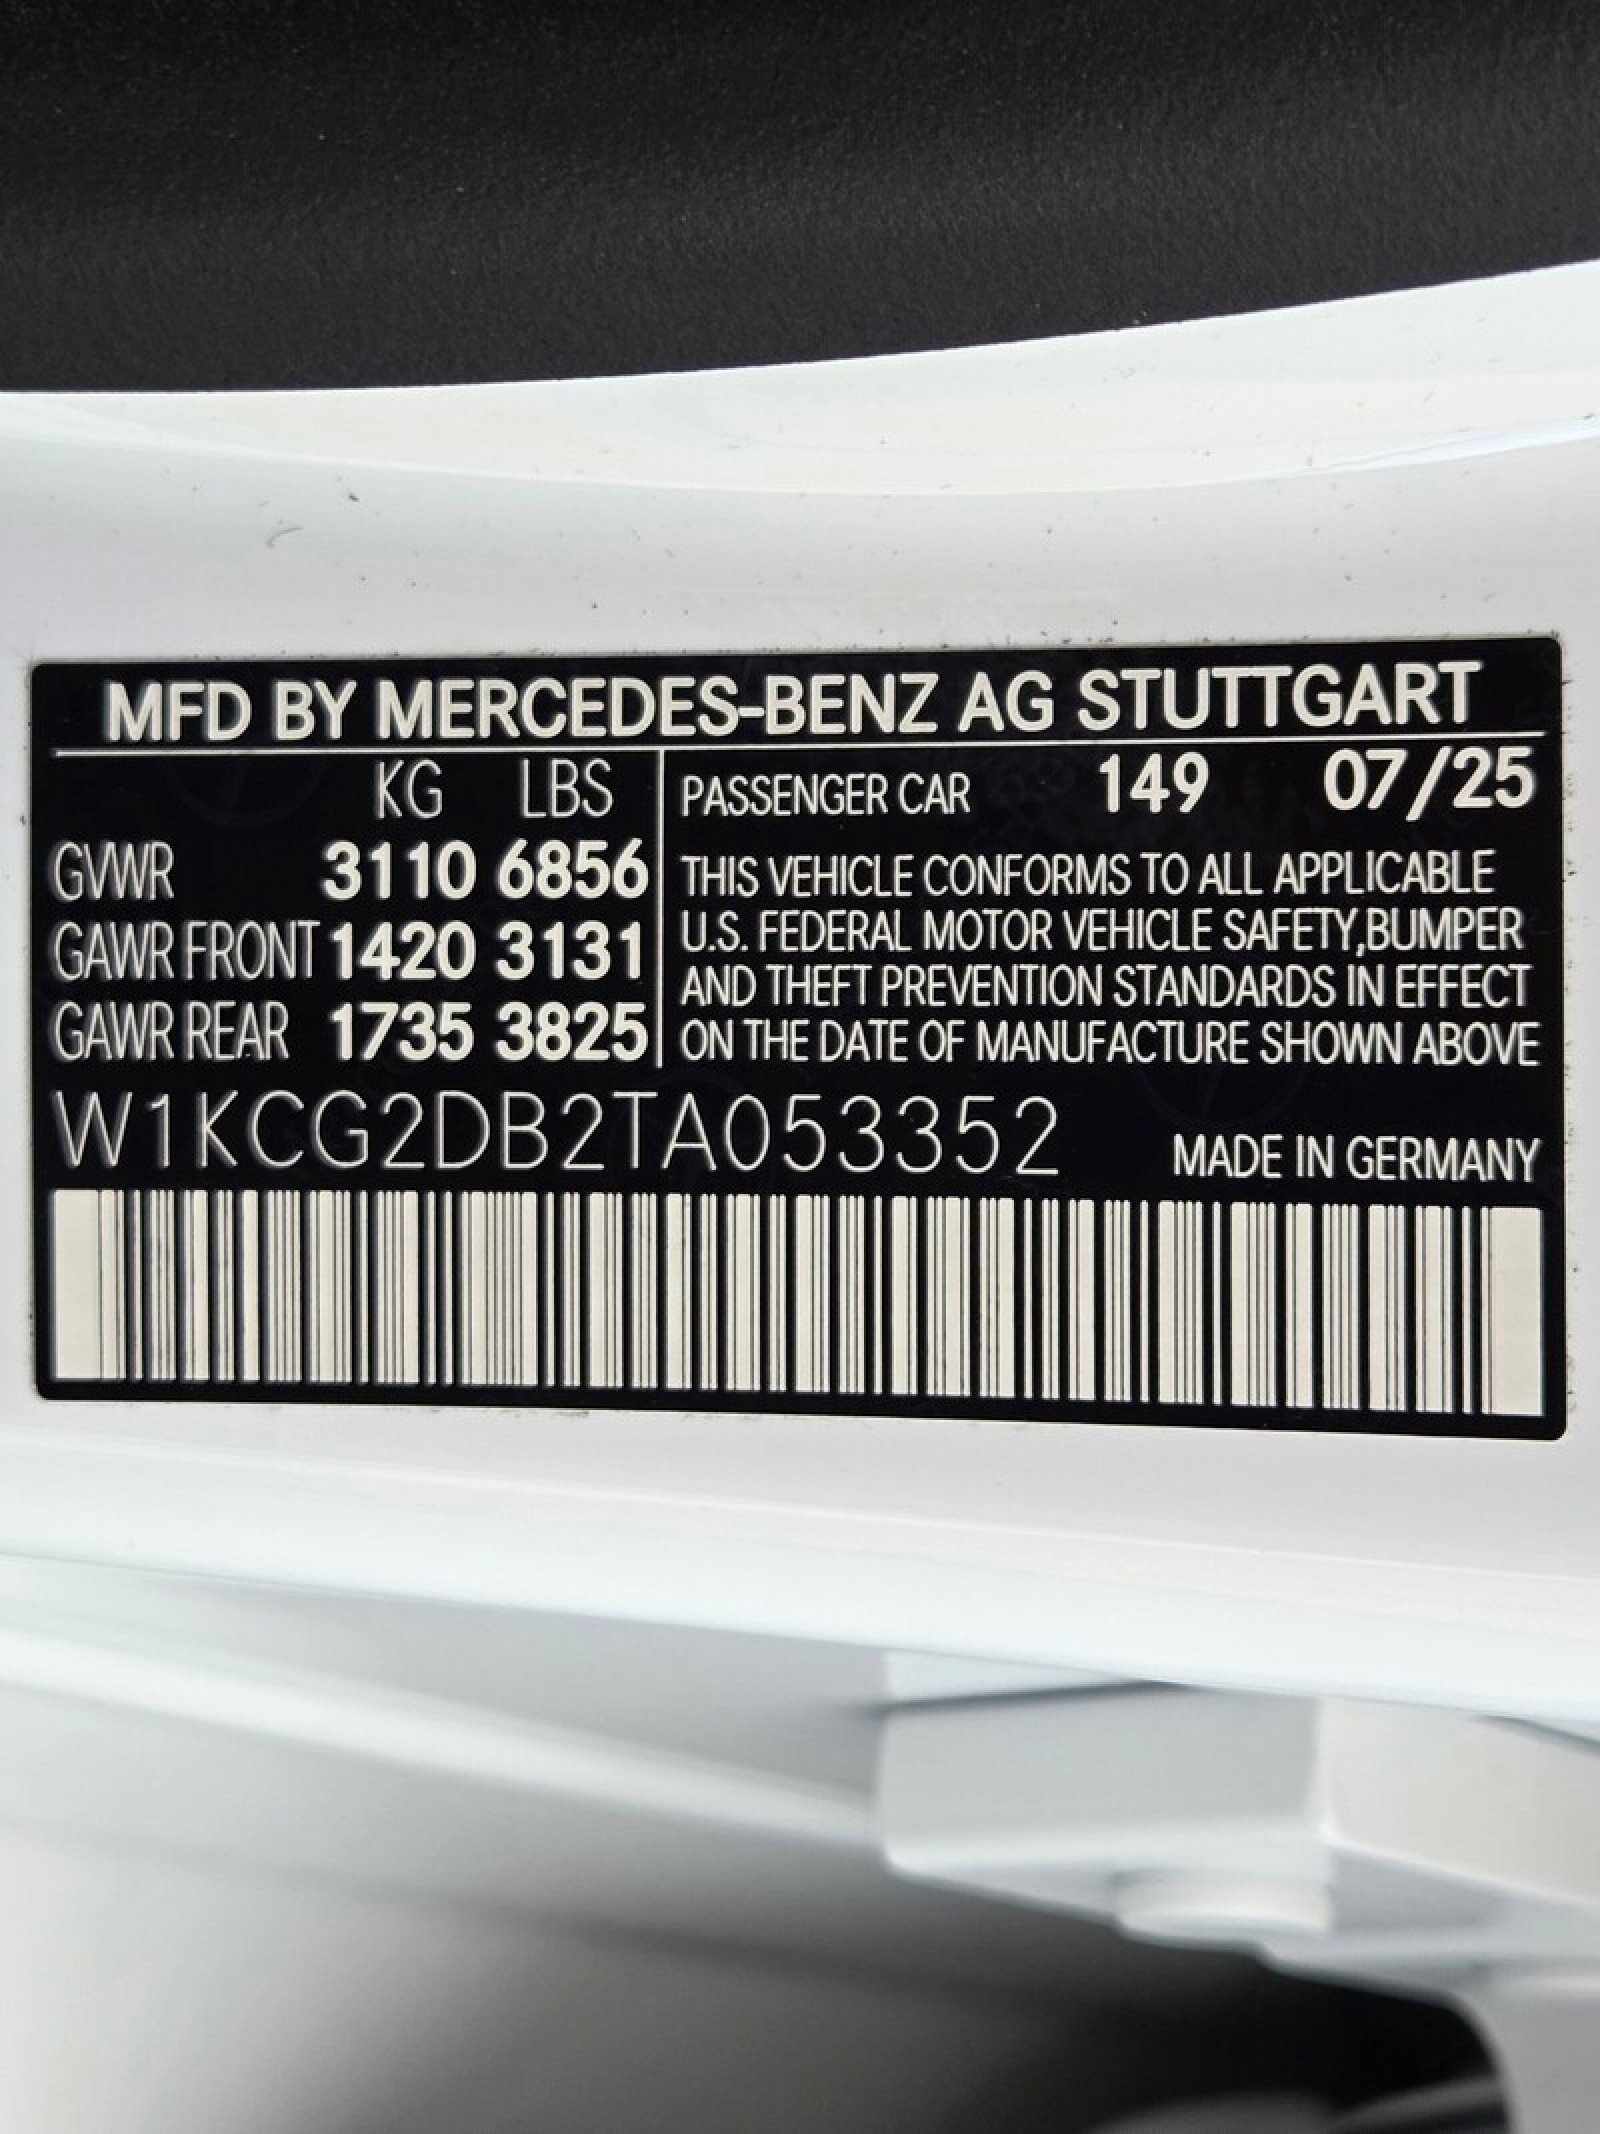 MFD BY MERCEDES-BENZ AG STUTTGART
KG LBS
GVWR 3110 6856
GAWR FRONT 1420 3131
GAWR REAR 1735 3825
PASSENGER CAR 149 07/25
THIS VEHICLE CONFORMS TO ALL APPLICABLE
U.S. FEDERAL MOTOR VEHICLE SAFETY,BUMPER
AND THEFT PREVENTION STANDARDS IN EFFECT
ON THE DATE OF MANUFACTURE SHOWN ABOVE
W1KCG2DB2TA053352
MADE IN GERMANY